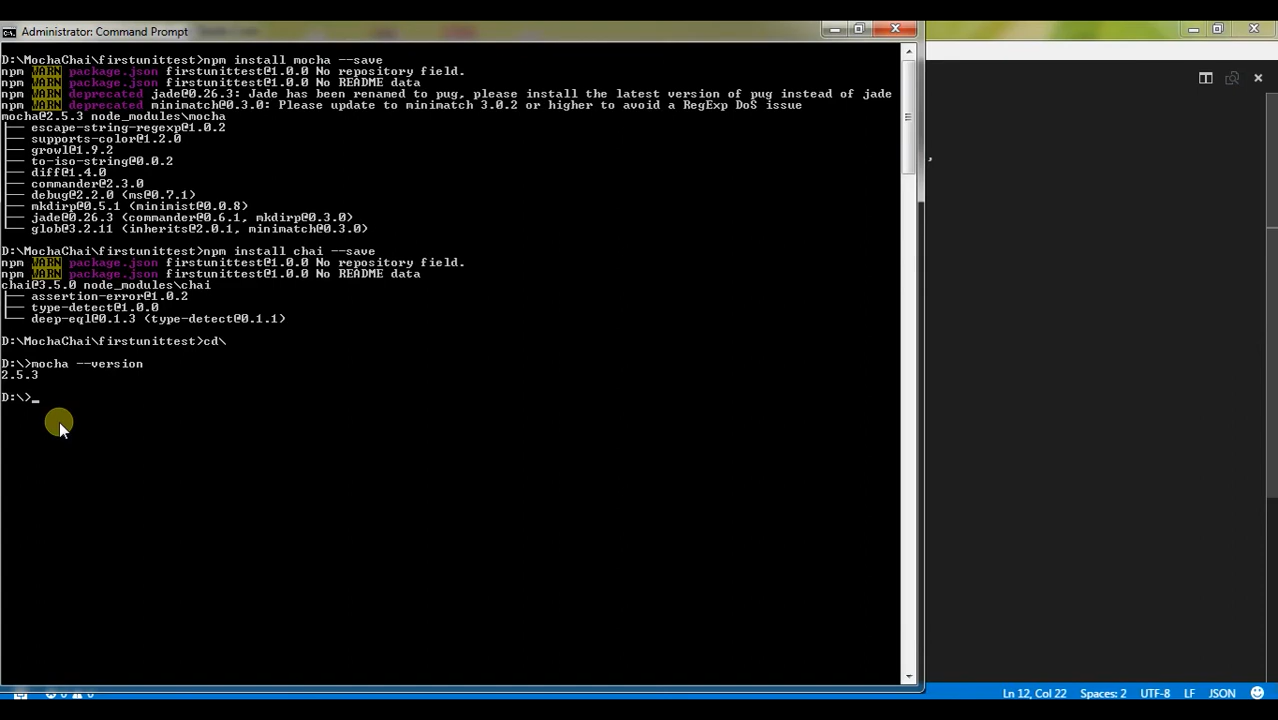 Administrator: Command Prompt
D:\MochaChai\firstunittest>npm install mocha --save
npm WARN package.json firstunittest@1.0.0 No repository field.
npm WARN package.json firstunittest@1.0.0 No README data
npm WARN deprecated jade@0.26.3: Jade has been renamed to pug, please install the latest version of pug instead of jade
npm WARN deprecated minimatch@0.3.0: Please update to minimatch 3.0.2 or higher to avoid a RegExp DoS issue
mocha@2.5.3 node_modules\mocha
├── escape-string-regexp@1.0.2
├── supports-color@1.2.0
├── growl@1.9.2
├── to-iso-string@0.0.2
├── diff@1.4.0
├── commander@2.3.0
├── debug@2.2.0 (ms@0.7.1)
├── mkdirp@0.5.1 (minimist@0.0.8)
├── jade@0.26.3 (commander@0.6.1, mkdirp@0.3.0)
└── glob@3.2.11 (inherits@2.0.1, minimatch@0.3.0)
D:\MochaChai\firstunittest>npm install chai --save
npm WARN package.json firstunittest@1.0.0 No repository field.
npm WARN package.json firstunittest@1.0.0 No README data
chai@3.5.0 node_modules\chai
├── assertion-error@1.0.2
├── type-detect@1.0.0
└── deep-eql@0.1.3 (type-detect@0.1.1)
D:\MochaChai\firstunittest>cd\
D:\>mocha --version
2.5.3
D:\>_
Ln 12, Col 22 Spaces: 2 UTF-8 LF JSON